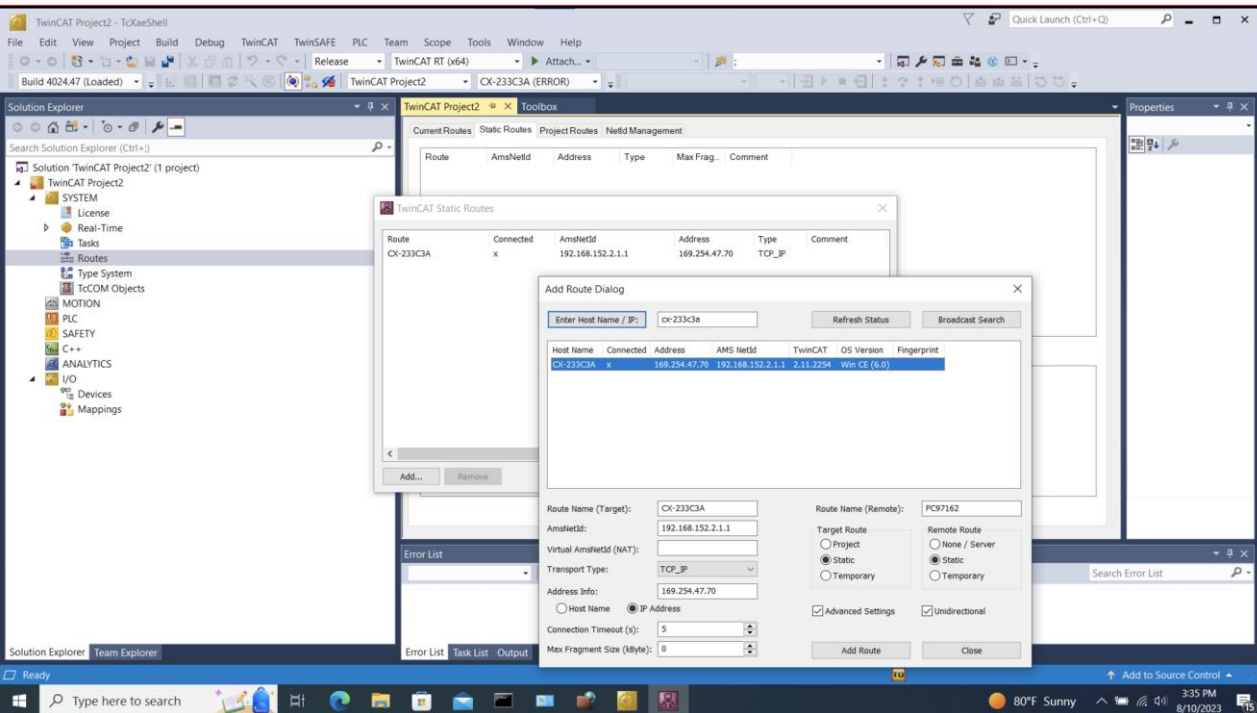 TwinCAT Project2 - TcXaeShell
Quick Launch (Ctrl+Q)
File Edit View Project Build Debug TwinCAT TwinSAFE PLC Team Scope Tools Window Help
Release TwinCAT RT (x64) Attach...
Build 4024.47 (Loaded) TwinCAT Project2 CX-233C3A (ERROR)
Solution Explorer
TwinCAT Project2 Toolbox
Properties
Search Solution Explorer (Ctrl+;)
Current Routes Static Routes Project Routes NetId Management
Route AmsNetId Address Type Max Frag... Comment
Solution 'TwinCAT Project2' (1 project)
TwinCAT Project2
SYSTEM
License
Real-Time
Tasks
Routes
Type System
TcCOM Objects
MOTION
PLC
SAFETY
C++
ANALYTICS
I/O
Devices
Mappings
TwinCAT Static Routes
Route Connected AmsNetId Address Type Comment
CX-233C3A x 192.168.152.2.1.1 169.254.47.70 TCP_IP
Add... Remove
Add Route Dialog
Enter Host Name / IP: cx-233c3a Refresh Status Broadcast Search
Host Name Connected Address AMS NetId TwinCAT OS Version Fingerprint
CX-233C3A x 169.254.47.70 192.168.152.2.1.1 2.11.2254 Win CE (6.0)
Route Name (Target): CX-233C3A Route Name (Remote): PC97162
AmsNetId: 192.168.152.2.1.1 Target Route Remote Route
Virtual AmsNetId (NAT): Project None / Server
Transport Type: TCP_IP Static Static
Temporary Temporary
Address Info: 169.254.47.70
Host Name IP Address Advanced Settings Unidirectional
Connection Timeout (s): 5
Max Fragment Size (kByte): 0 Add Route Close
Error List
Search Error List
Solution Explorer Team Explorer
Error List Task List Output
Ready
Add to Source Control
Type here to search
80°F Sunny
3:35 PM
8/10/2023
15